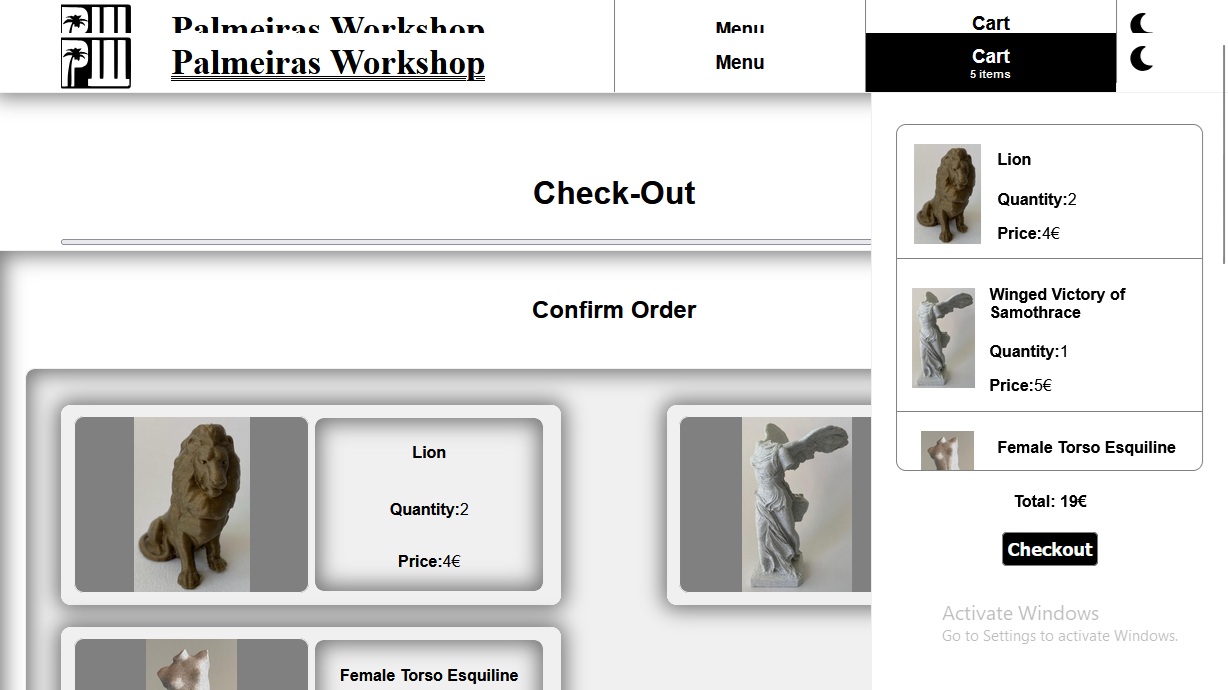 Palmeiras Workshop
Menu
Cart
Palmeiras Workshop
Menu
Cart
5 items
Check-Out
Confirm Order
Lion
Quantity:2
Price:4€
Female Torso Esquiline
Lion
Quantity:2
Price:4€
Winged Victory of
Samothrace
Quantity:1
Price:5€
Female Torso Esquiline
Total: 19€
Checkout
Activate Windows
Go to Settings to activate Windows.